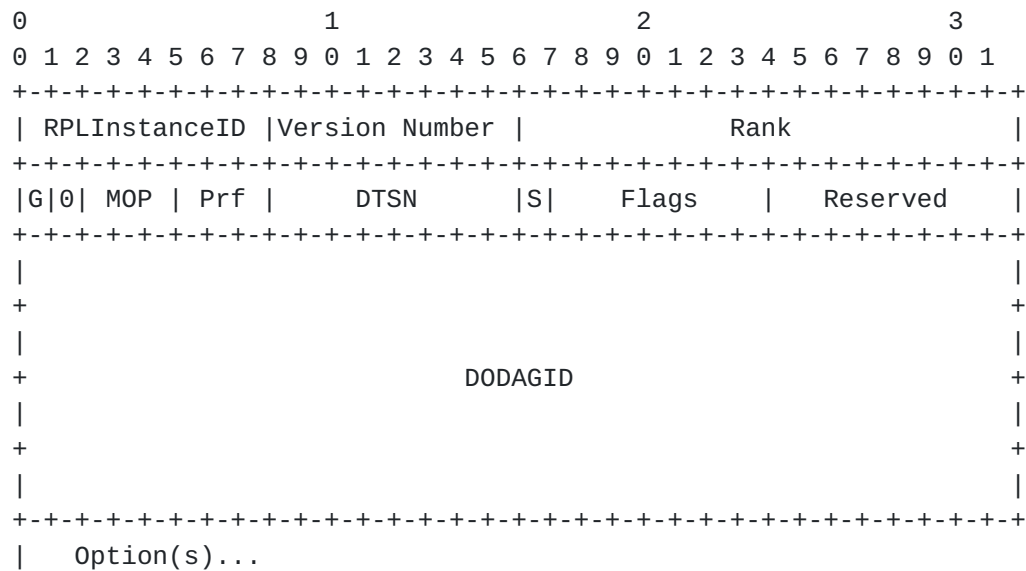 0                   1                   2                   3
0 1 2 3 4 5 6 7 8 9 0 1 2 3 4 5 6 7 8 9 0 1 2 3 4 5 6 7 8 9 0 1
+-+-+-+-+-+-+-+-+-+-+-+-+-+-+-+-+-+-+-+-+-+-+-+-+-+-+-+-+-+-+-+-+
| RPLInstanceID |Version Number |             Rank              |
+-+-+-+-+-+-+-+-+-+-+-+-+-+-+-+-+-+-+-+-+-+-+-+-+-+-+-+-+-+-+-+-+
|G|0| MOP | Prf |     DTSN      |S|    Flags    |   Reserved    |
+-+-+-+-+-+-+-+-+-+-+-+-+-+-+-+-+-+-+-+-+-+-+-+-+-+-+-+-+-+-+-+-+
|                                                               |
+                                                               +
|                                                               |
+                            DODAGID                            +
|                                                               |
+                                                               +
|                                                               |
+-+-+-+-+-+-+-+-+-+-+-+-+-+-+-+-+-+-+-+-+-+-+-+-+-+-+-+-+-+-+-+-+
|   Option(s)...